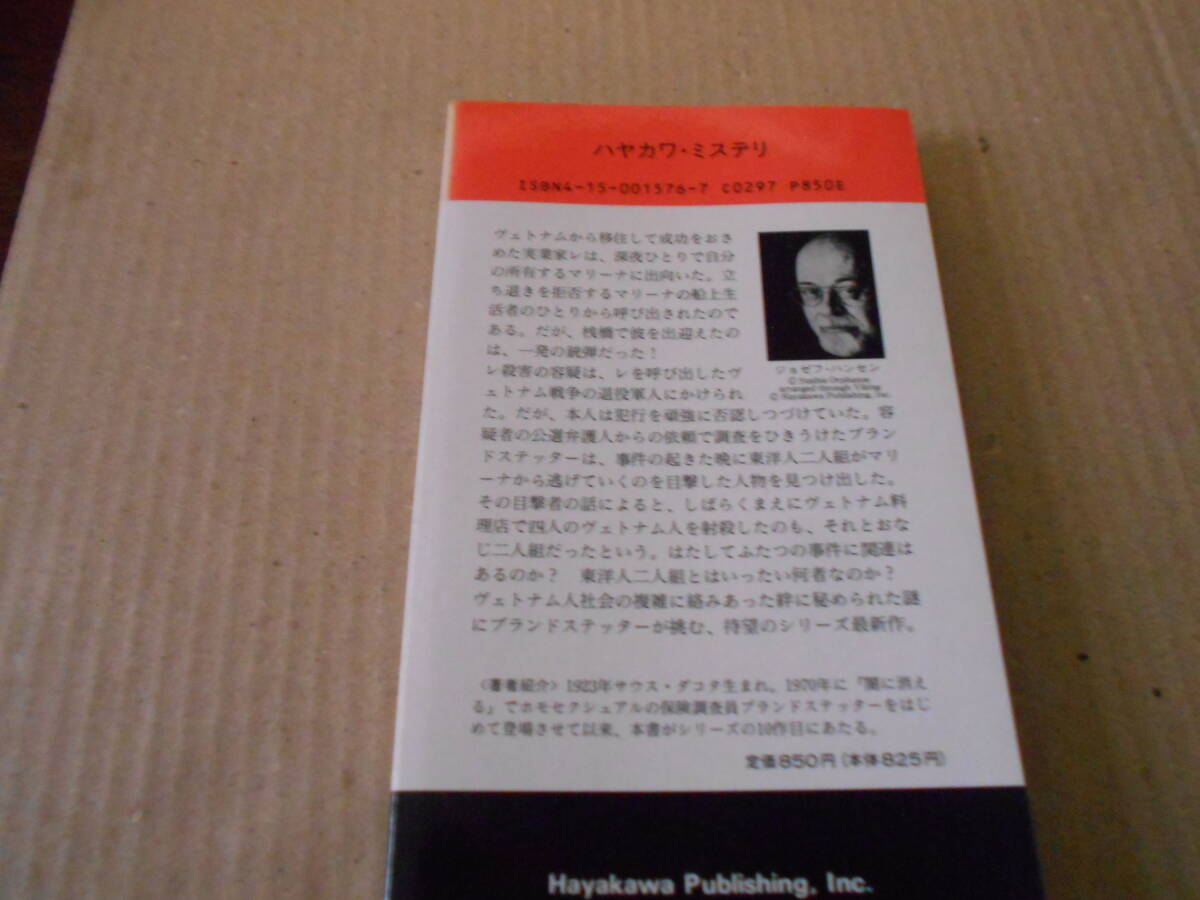 ハヤカワ・ミステリ
ISBN4-15-001576-7 C0297 P850E
ヴェトナムから移住して成功をおさ
めた実業家レは、深夜ひとりで自分
の所有するマリーナに出向いた。立
ち退きを拒否するマリーナの船上生
活者のひとりから呼び出されたので
ある。だが、桟橋で彼を出迎えたの
は、一発の銃弾だった！
レ殺害の容疑は、レを呼び出したヴ
ェトナム戦争の退役軍人にかけられ
た。だが、本人は犯行を頑強に否認しつづけていた。容
疑者の公選弁護人からの依頼で調査をひきうけたブラン
ドステッターは、事件の起きた晩に東洋人二人組がマリ
ーナから逃げていくのを目撃した人物を見つけ出した。
その目撃者の話によると、しばらくまえにヴェトナム料
理店で四人のヴェトナム人を射殺したのも、それとおな
じ二人組だったという。はたしてふたつの事件に関連は
あるのか？　東洋人二人組とはいったい何者なのか？
ヴェトナム人社会の複雑に絡みあった絆に秘められた謎
にブランドステッターが挑む、待望のシリーズ最新作。
ジョゼフ・ハンセン
arranged through Viking
© Hayakawa Publishing, Inc.
〈著者紹介〉1923年サウス・ダコタ生まれ。1970年に『闇に消え
る』でホモセクシュアルの保険調査員ブランドステッターをはじ
めて登場させて以来、本書がシリーズの10作目にあたる。
定価850円（本体825円）
Hayakawa Publishing, Inc.